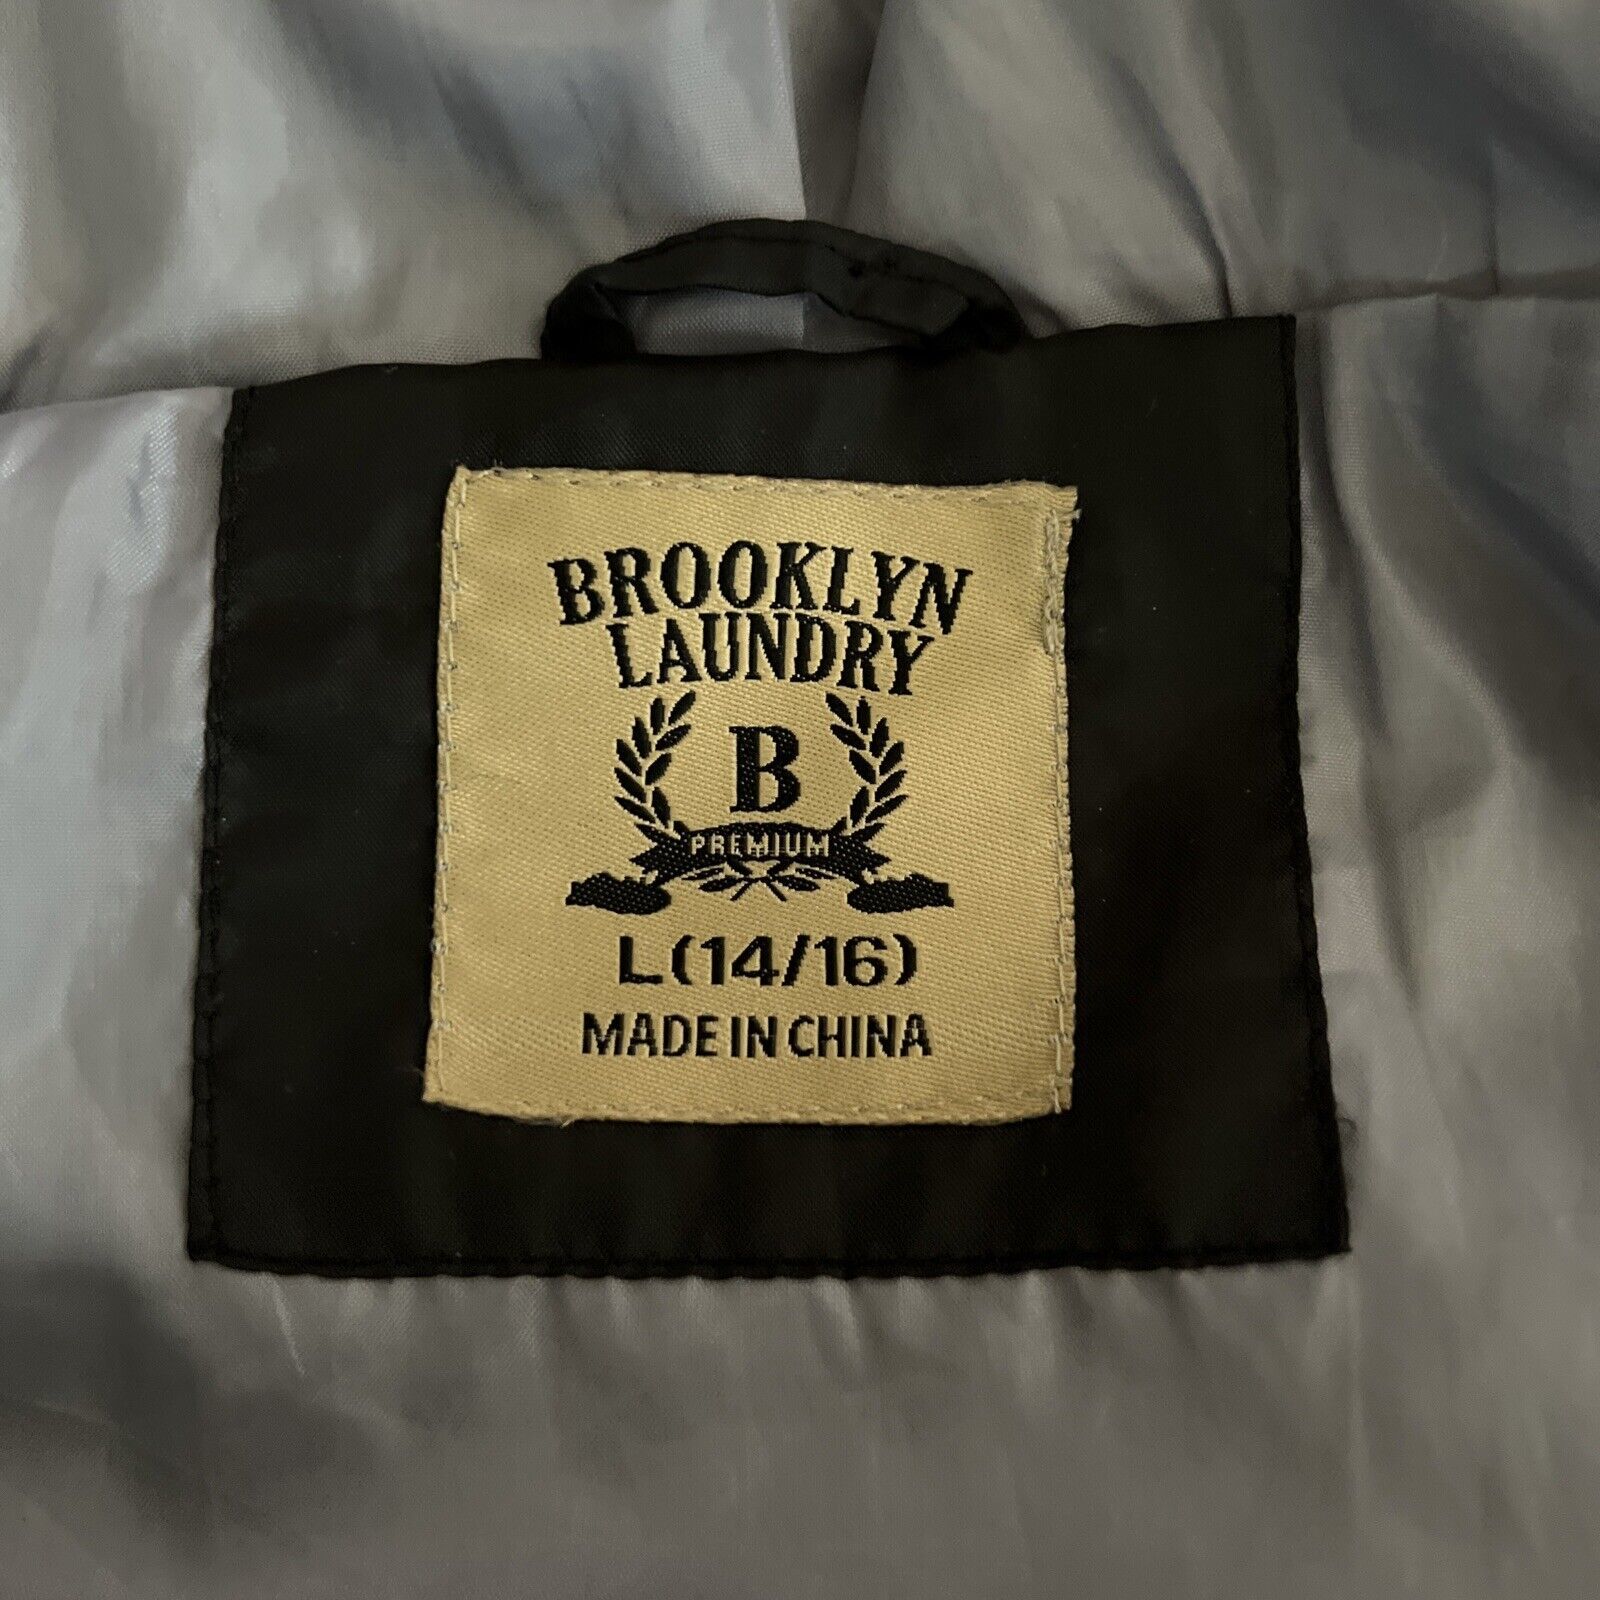 BROOKLYN
LAUNDRY
B
PREMIUM
L(14/16)
MADE IN CHINA